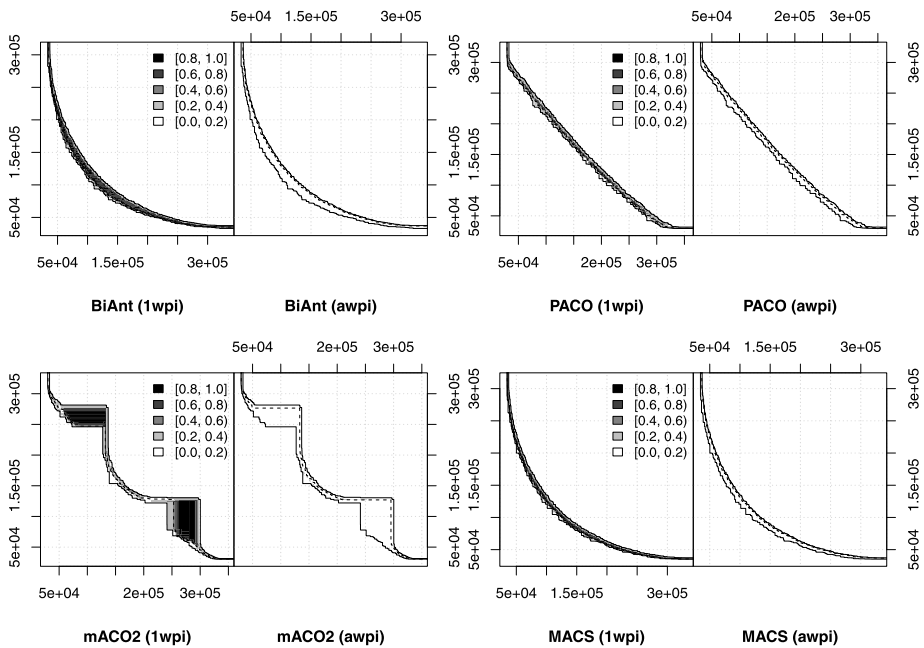 5e+04 1.5e+05 3e+05
5e+04 2e+05 3e+05
3e+05
1.5e+05
5e+04
[0.8, 1.0]
[0.6, 0.8)
[0.4, 0.6)
[0.2, 0.4)
[0.0, 0.2)
3e+05
1.5e+05
5e+04
5e+04 1.5e+05 3e+05
BiAnt (1wpi) BiAnt (awpi)
3e+05
1.5e+05
5e+04
[0.8, 1.0]
[0.6, 0.8)
[0.4, 0.6)
[0.2, 0.4)
[0.0, 0.2)
3e+05
1.5e+05
5e+04
5e+04 2e+05 3e+05
PACO (1wpi) PACO (awpi)
5e+04 2e+05 3e+05
5e+04 1.5e+05 3e+05
3e+05
1.5e+05
5e+04
[0.8, 1.0]
[0.6, 0.8)
[0.4, 0.6)
[0.2, 0.4)
[0.0, 0.2)
3e+05
1.5e+05
5e+04
5e+04 2e+05 3e+05
mACO2 (1wpi) mACO2 (awpi)
3e+05
1.5e+05
5e+04
[0.8, 1.0]
[0.6, 0.8)
[0.4, 0.6)
[0.2, 0.4)
[0.0, 0.2)
3e+05
1.5e+05
5e+04
5e+04 1.5e+05 3e+05
MACS (1wpi) MACS (awpi)